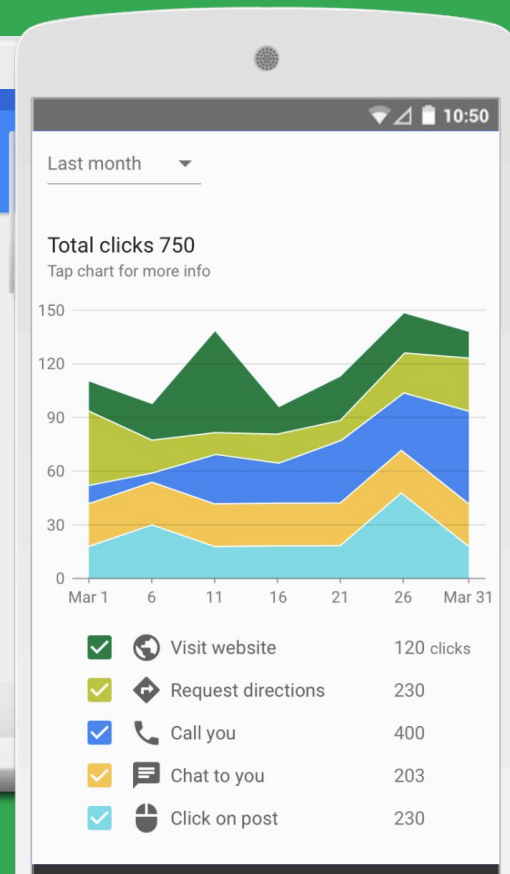 10:50
Last month
Total clicks 750
Tap chart for more info
150
120
90
60
30
0
Mar 1 6 11 16 21 26 Mar 31
Visit website 120 clicks
Request directions 230
Call you 400
Chat to you 203
Click on post 230